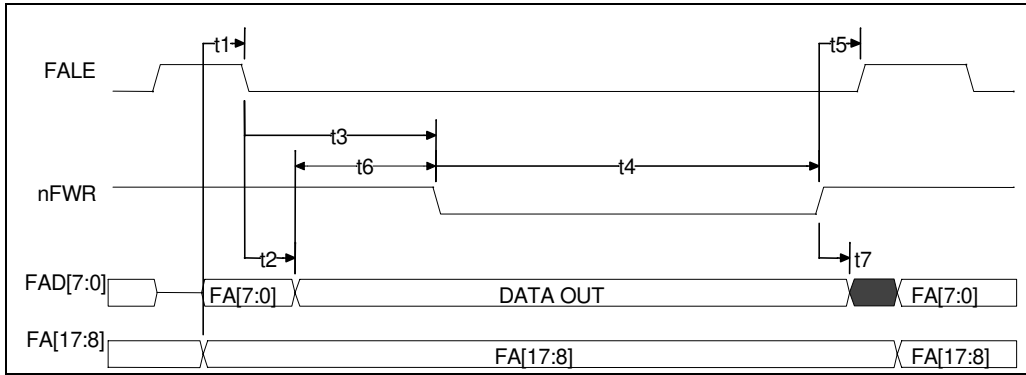 t1 t5
FALE
t3
t6 t4
nFWR
t2 t7
FAD[7:0] FA[7:0] DATA OUT FA[7:0]
FA[17:8] FA[17:8] FA[17:8]